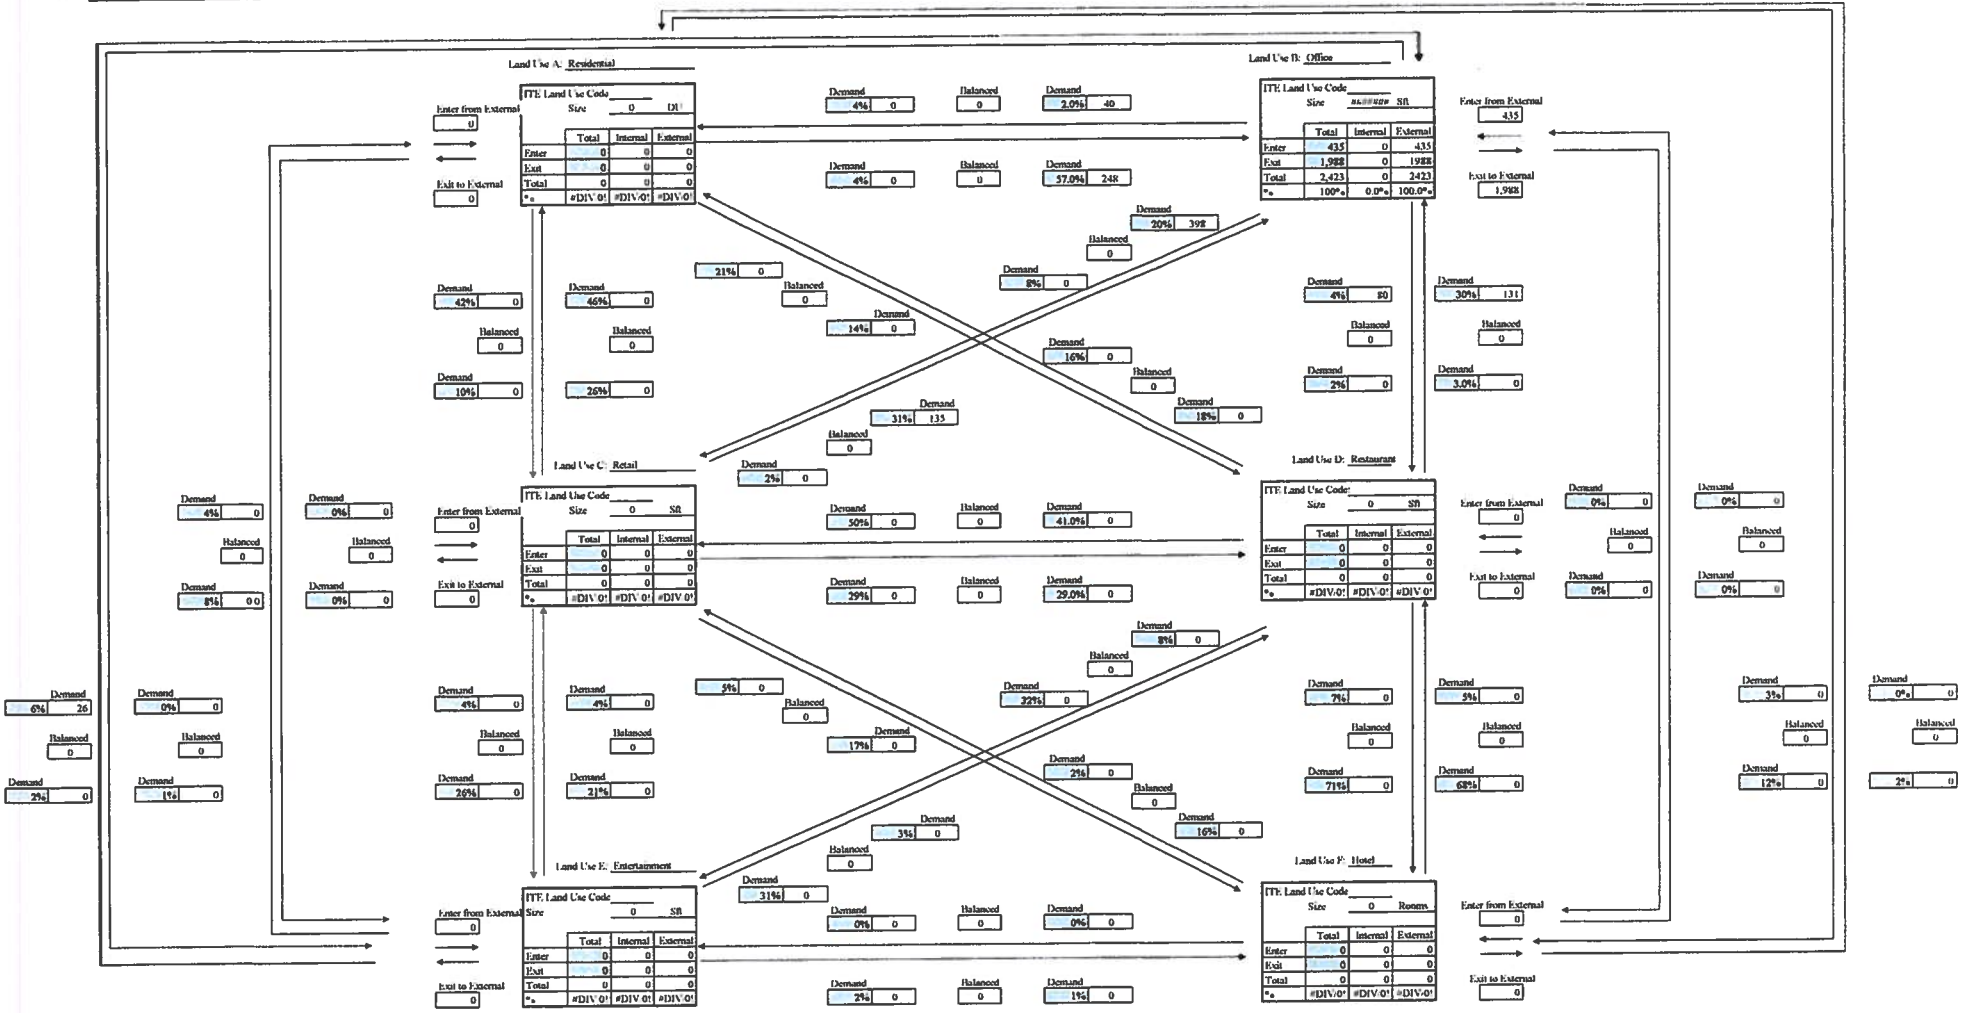 Land Use A: Residential
ITE Land Use Code
Size 0 DU
Total Internal External
Enter 0 0 0
Exit 0 0 0
Total 0 0 0
% #DIV/0! #DIV/0! #DIV/0!
Enter from External
0
Exit to External
0
Demand Balanced Demand
4% 0 0 2.0% 40
Demand Balanced Demand
4% 0 0 57.0% 248
Land Use B: Office
ITE Land Use Code
Size ####### Sft
Total Internal External
Enter 435 0 435
Exit 1,988 0 1988
Total 2,423 0 2423
% 100% 0.0% 100.0%
Enter from External
435
Exit to External
1,988
Demand
20% 398
Balanced
0
Demand
8% 0
21% 0
Balanced
0
Demand
14% 0
Demand
42% 0
Balanced
0
Demand
10% 0
Demand
46% 0
Balanced
0
26% 0
Demand
16% 0
Balanced
0
Demand
18% 0
Demand
31% 135
Balanced
0
Demand
2% 0
Demand
4% 80
Balanced
0
Demand
2% 0
Demand
30% 131
Balanced
0
Demand
3.0% 0
Land Use C: Retail
ITE Land Use Code
Size 0 Sft
Total Internal External
Enter 0 0 0
Exit 0 0 0
Total 0 0 0
% #DIV/0! #DIV/0! #DIV/0!
Enter from External
0
Exit to External
0
Demand Balanced Demand
50% 0 0 41.0% 0
Demand Balanced Demand
29% 0 0 29.0% 0
Land Use D: Restaurant
ITE Land Use Code:
Size 0 Sft
Total Internal External
Enter 0 0 0
Exit 0 0 0
Total 0 0 0
% #DIV/0! #DIV/0! #DIV/0!
Enter from External
0
Exit to External
0
Demand
4% 0
Balanced
0
Demand
8% 0 0
Demand
0% 0
Balanced
0
Demand
0% 0
Demand
0% 0
Balanced
0
Demand
0% 0
Demand
0% 0
Balanced
0
Demand
0% 0
Demand
6% 26
Balanced
0
Demand
2% 0
Demand
0% 0
Balanced
0
Demand
1% 0
Demand
4% 0
Balanced
0
Demand
26% 0
Demand
4% 0
Balanced
0
Demand
21% 0
5% 0
Balanced
0
Demand
17% 0
Demand
8% 0
Balanced
0
Demand
32% 0
Demand
2% 0
Balanced
0
Demand
16% 0
Demand
3% 0
Balanced
0
Demand
31% 0
Demand
7% 0
Balanced
0
Demand
71% 0
Demand
5% 0
Balanced
0
Demand
68% 0
Demand
3% 0
Balanced
0
Demand
12% 0
Demand
0% 0
Balanced
0
2% 0
Land Use E: Entertainment
ITE Land Use Code
Size 0 Sft
Total Internal External
Enter 0 0 0
Exit 0 0 0
Total 0 0 0
% #DIV/0! #DIV/0! #DIV/0!
Enter from External
0
Exit to External
0
Demand Balanced Demand
0% 0 0 0% 0
Demand Balanced Demand
2% 0 0 1% 0
Land Use F: Hotel
ITE Land Use Code
Size 0 Rooms
Total Internal External
Enter 0 0 0
Exit 0 0 0
Total 0 0 0
% #DIV/0! #DIV/0! #DIV/0!
Enter from External
0
Exit to External
0